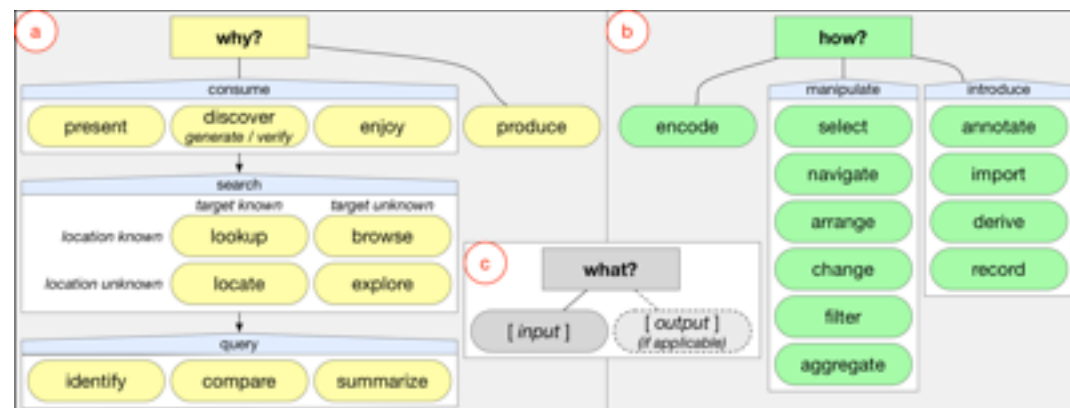 a
why?
consume
present
discover
generate / verify
enjoy
produce
search
target known
target unknown
location known
lookup
browse
location unknown
locate
explore
query
identify
compare
summarize
b
how?
encode
manipulate
select
navigate
arrange
change
filter
aggregate
introduce
annotate
import
derive
record
c
what?
[ input ]
[ output ]
(if applicable)